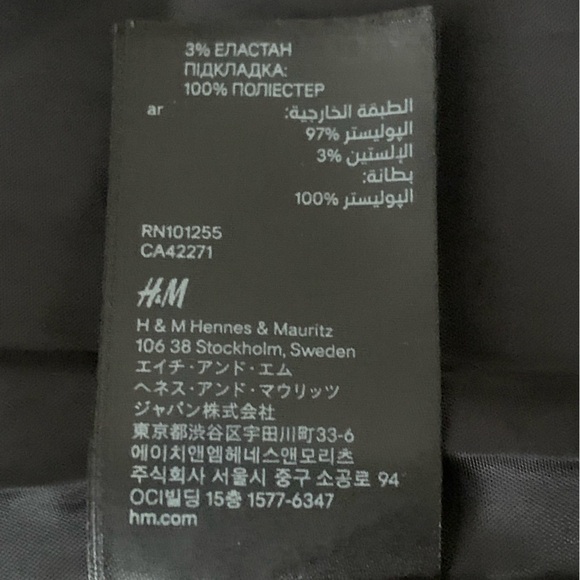 3% ЕЛАСТАН
ПІДКЛАДКА:
100% ПОЛІЕСТЕР
ar الطبقة الخارجية:
البوليستر 97%
الإلستين 3%
بطانة:
البوليستر 100%
RN101255
CA42271
H&M
H & M Hennes & Mauritz
106 38 Stockholm, Sweden
エイチ・アンド・エム
ヘネス・アンド・マウリッツ
ジャパン株式会社
東京都渋谷区宇田川町33-6
에이치앤엠헤네스앤모리츠
주식회사 서울시 중구 소공로 94
OCI빌딩 15층 1577-6347
hm.com